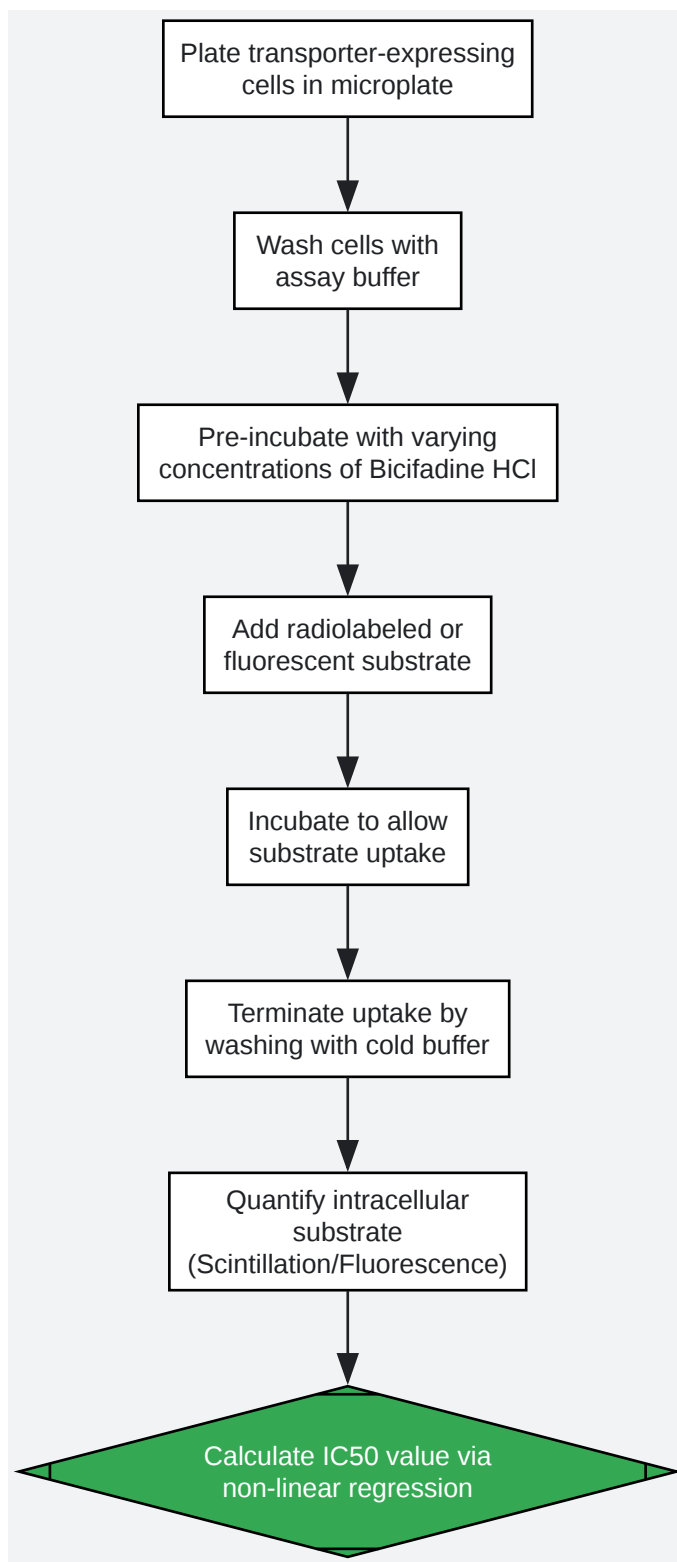 Plate transporter-expressing
cells in microplate
Wash cells with
assay buffer
Pre-incubate with varying
concentrations of Bicifadine HCl
Add radiolabeled or
fluorescent substrate
Incubate to allow
substrate uptake
Terminate uptake by
washing with cold buffer
Quantify intracellular
substrate
(Scintillation/Fluorescence)
Calculate IC50 value via
non-linear regression